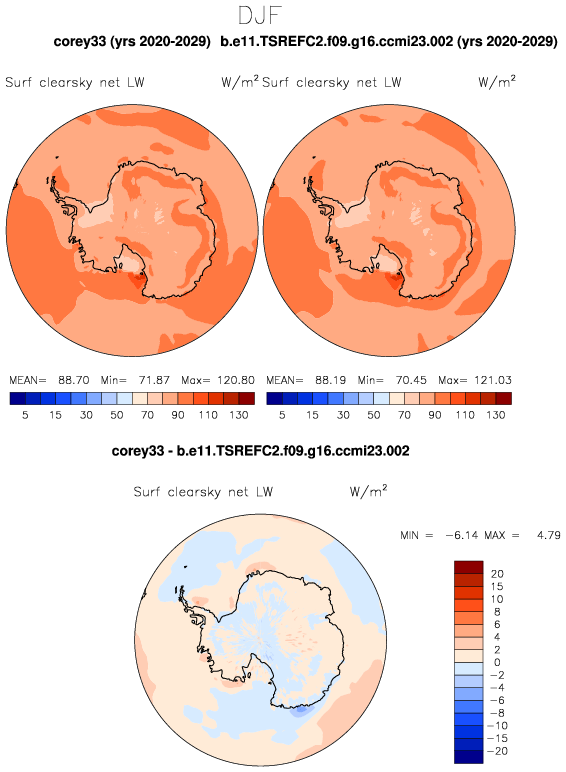 DJF
corey33 (yrs 2020-2029) b.e11.TSREFC2.f09.g16.ccmi23.002 (yrs 2020-2029)
Surf clearsky net LW W/m² Surf clearsky net LW W/m²
MEAN= 88.70 Min= 71.87 Max= 120.80 MEAN= 88.19 Min= 70.45 Max= 121.03
5 15 30 50 70 90 110 130 5 15 30 50 70 90 110 130
corey33 - b.e11.TSREFC2.f09.g16.ccmi23.002
Surf clearsky net LW W/m²
MIN = -6.14 MAX = 4.79
20
15
10
8
6
4
2
0
-2
-4
-6
-8
-10
-15
-20